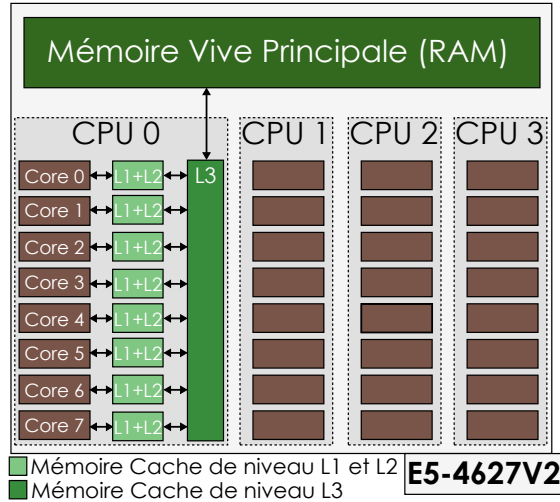 Mémoire Vive Principale (RAM)
CPU 0
CPU 1
CPU 2
CPU 3
Core 0
L1+L2
L3
Core 1
L1+L2
Core 2
L1+L2
Core 3
L1+L2
Core 4
L1+L2
Core 5
L1+L2
Core 6
L1+L2
Core 7
L1+L2
Mémoire Cache de niveau L1 et L2
E5-4627V2
Mémoire Cache de niveau L3